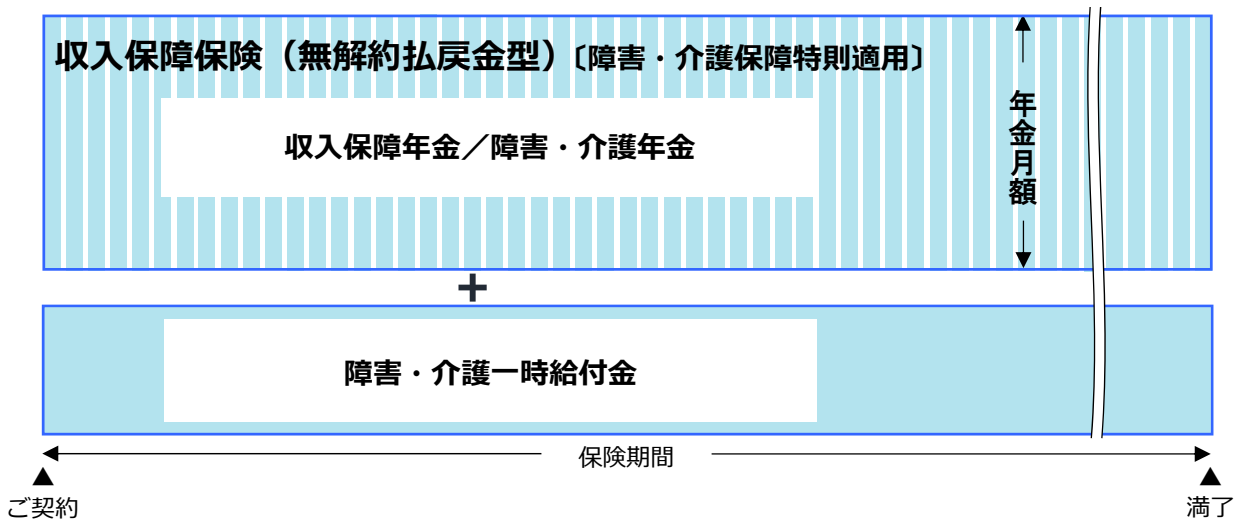 収入保障保険（無解約払戻金型）〔障害・介護保障特則適用〕
収入保障年金／障害・介護年金
年金月額
+
障害・介護一時給付金
保険期間
ご契約
満了